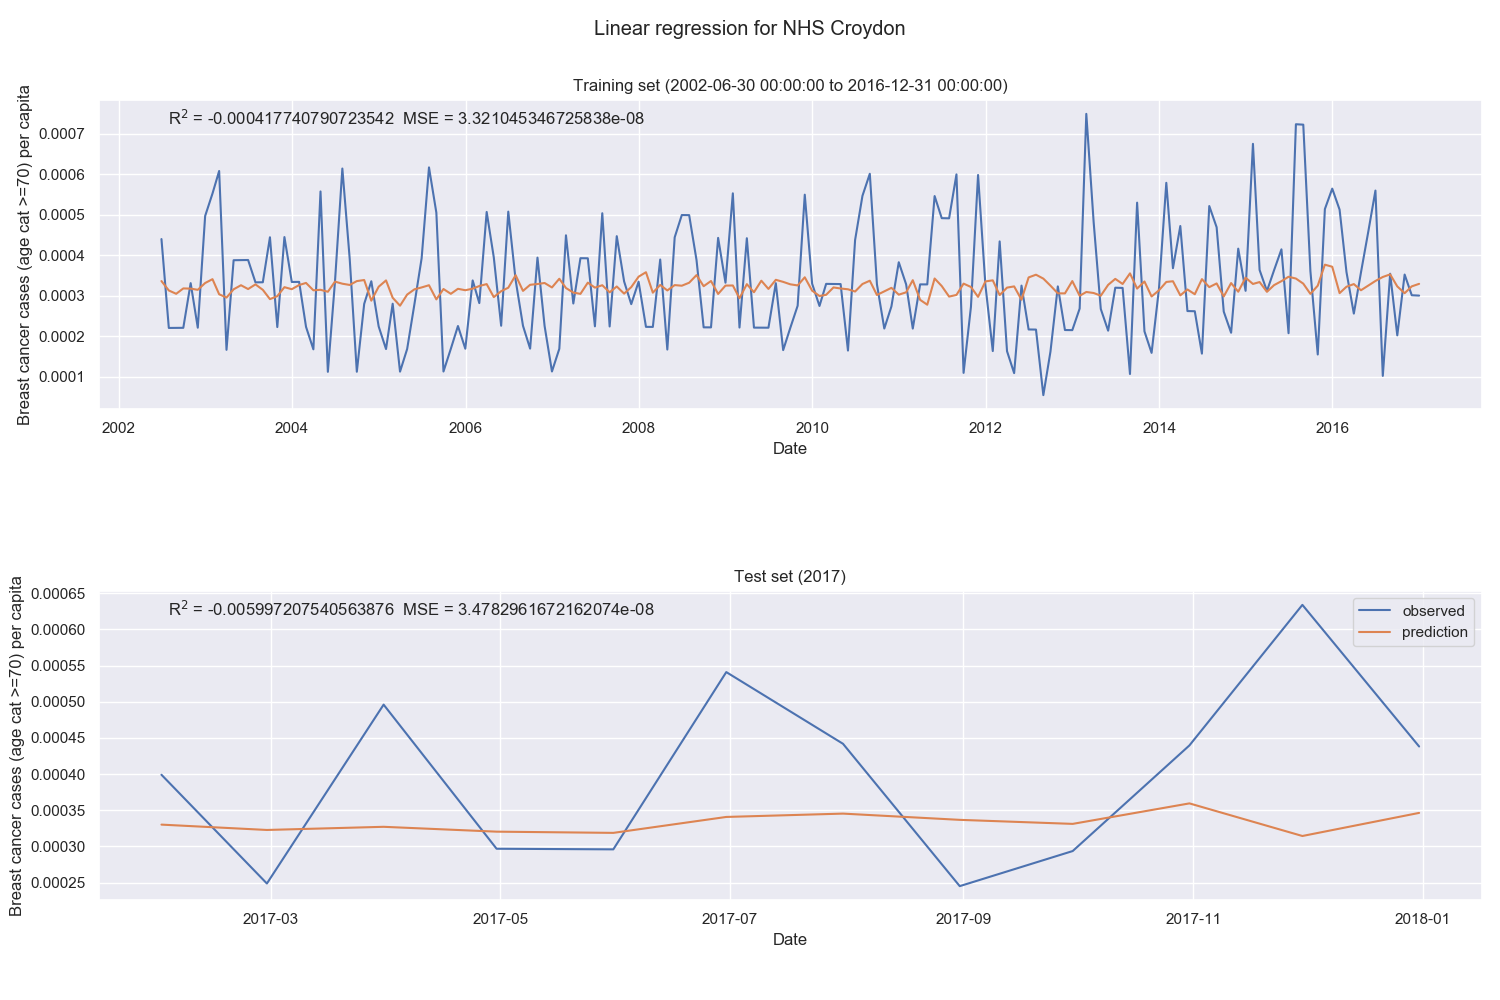 Linear regression for NHS Croydon
Training set (2002-06-30 00:00:00 to 2016-12-31 00:00:00)
R² = -0.000417740790723542 MSE = 3.321045346725838e-08
Breast cancer cases (age cat >=70) per capita
0.0007
0.0006
0.0005
0.0004
0.0003
0.0002
0.0001
2002 2004 2006 2008 2010 2012 2014 2016
Date
Test set (2017)
R² = -0.005997207540563876 MSE = 3.4782961672162074e-08
observed
prediction
Breast cancer cases (age cat >=70) per capita
0.00065
0.00060
0.00055
0.00050
0.00045
0.00040
0.00035
0.00030
0.00025
2017-03 2017-05 2017-07 2017-09 2017-11 2018-01
Date